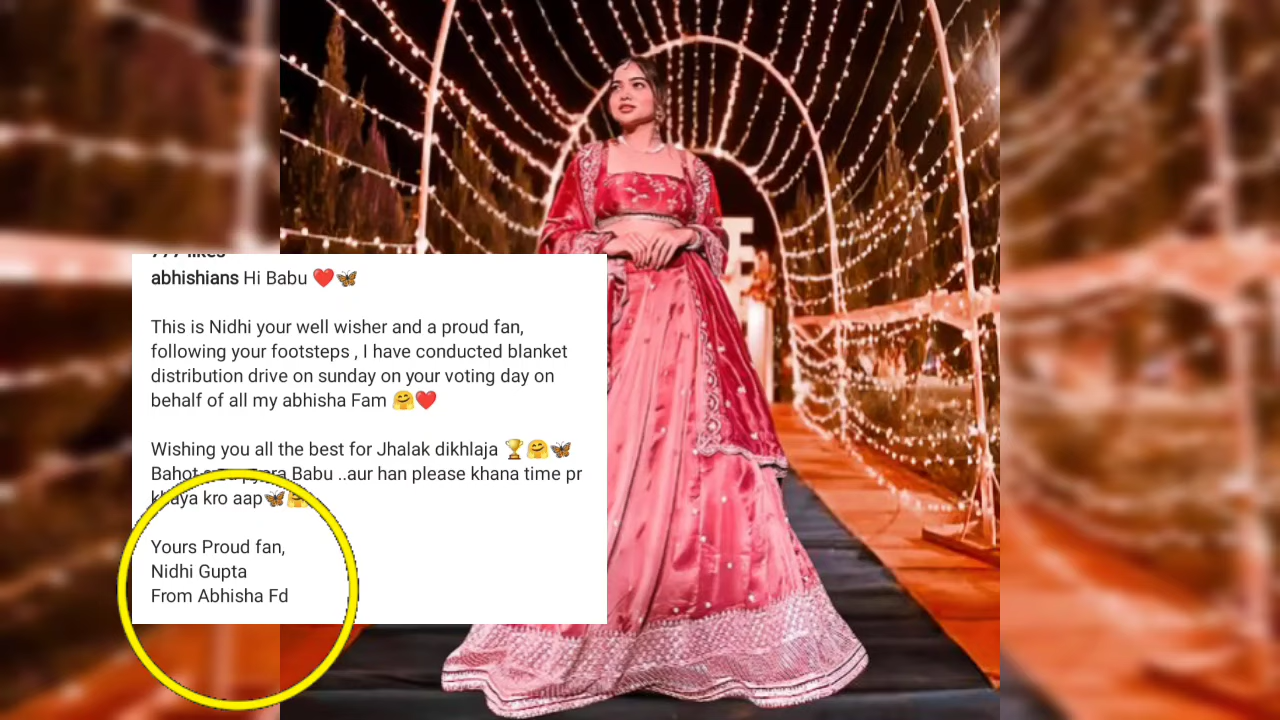 abhishians Hi Babu ❤️🦋
This is Nidhi your well wisher and a proud fan,
following your footsteps , I have conducted blanket
distribution drive on sunday on your voting day on
behalf of all my abhisha Fam 🤗❤️
Wishing you all the best for Jhalak dikhlaja 🏆🤗🦋
Bahot Babu ..aur han please khana time pr
khaya kro aap🦋🤗
Yours Proud fan,
Nidhi Gupta
From Abhisha Fd